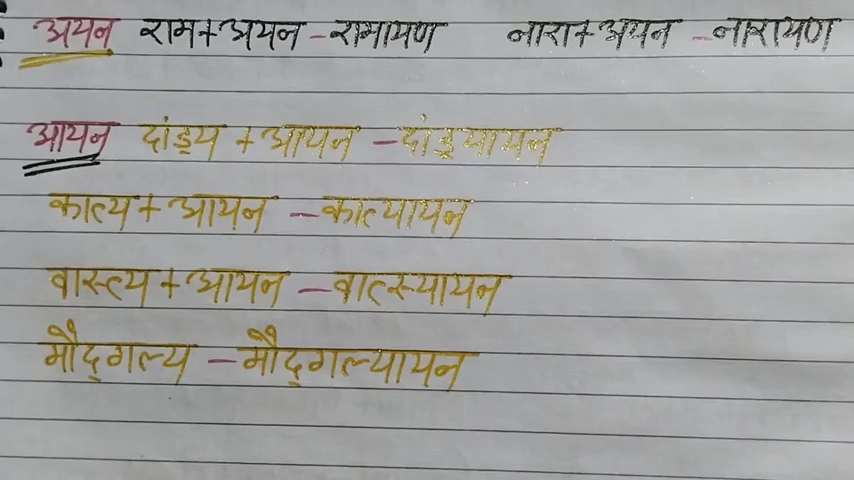 अयन राम+अयन – रामायण नारा+अयन – नारायण
आयन दांड्य + आयन – दांड्यायन
कात्य + आयन – कात्यायन
वास्त्य + आयन – वात्स्यायन
मौद्गल्य – मौद्गल्यायन